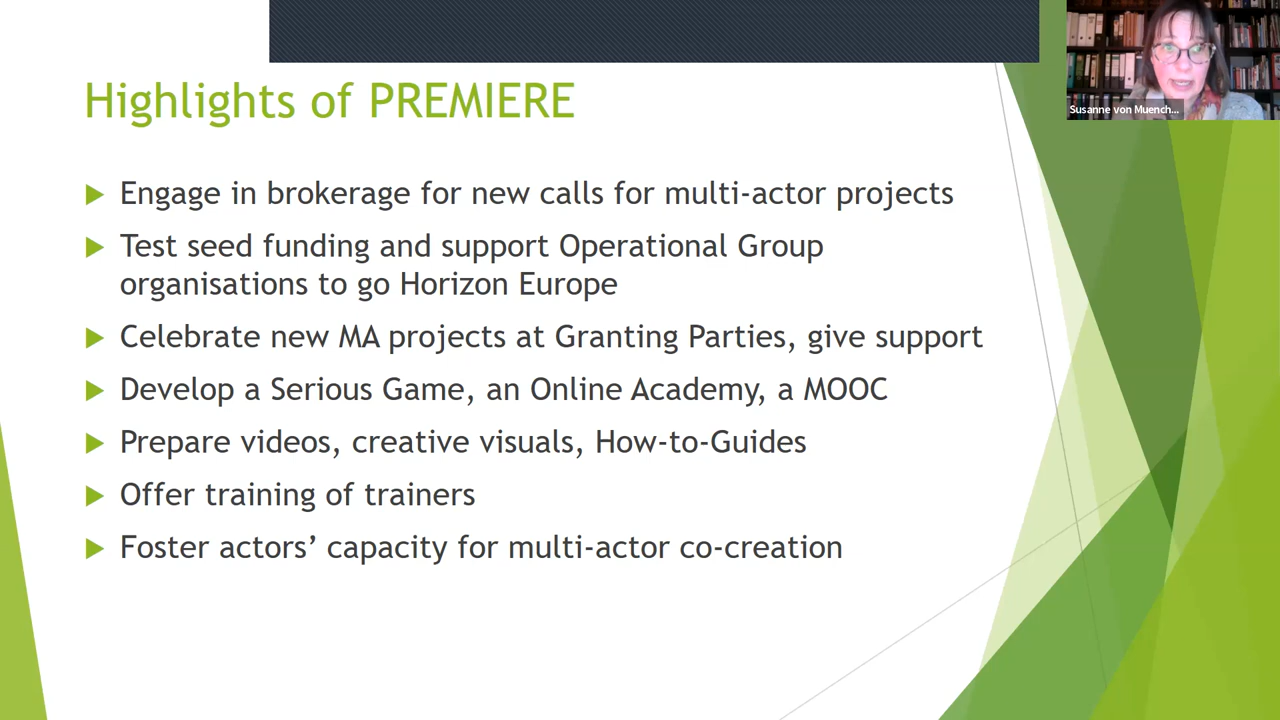 Highlights of PREMIERE
Susanne von Muench...
Engage in brokerage for new calls for multi-actor projects
Test seed funding and support Operational Group
organisations to go Horizon Europe
Celebrate new MA projects at Granting Parties, give support
Develop a Serious Game, an Online Academy, a MOOC
Prepare videos, creative visuals, How-to-Guides
Offer training of trainers
Foster actors’ capacity for multi-actor co-creation